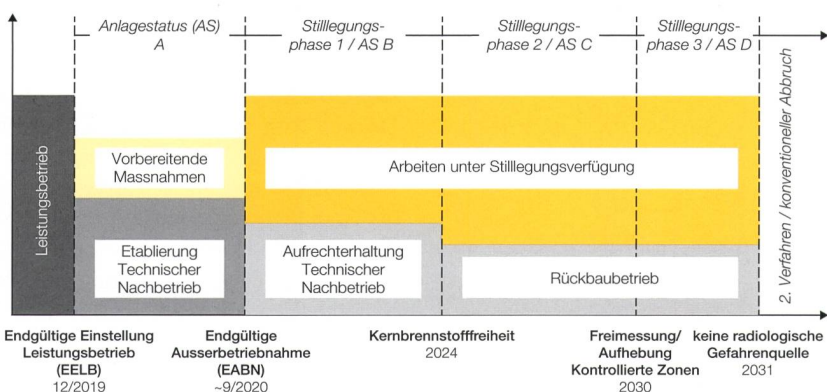 Anlagestatus (AS)
A
Stilllegungs-
phase 1 / AS B
Stilllegungs-
phase 2 / AS C
Stilllegungs-
phase 3 / AS D
Leistungsbetrieb
Vorbereitende
Massnahmen
Arbeiten unter Stilllegungsverfügung
Etablierung
Technischer
Nachbetrieb
Aufrechterhaltung
Technischer
Nachbetrieb
Rückbaubetrieb
2. Verfahren / konventioneller Abbruch
Endgültige Einstellung
Leistungsbetrieb
(EELB)
12/2019
Endgültige
Ausserbetriebnahme
(EABN)
~9/2020
Kernbrennstofffreiheit
2024
Freimessung/
Aufhebung
Kontrollierte Zonen
2030
keine radiologische
Gefahrenquelle
2031